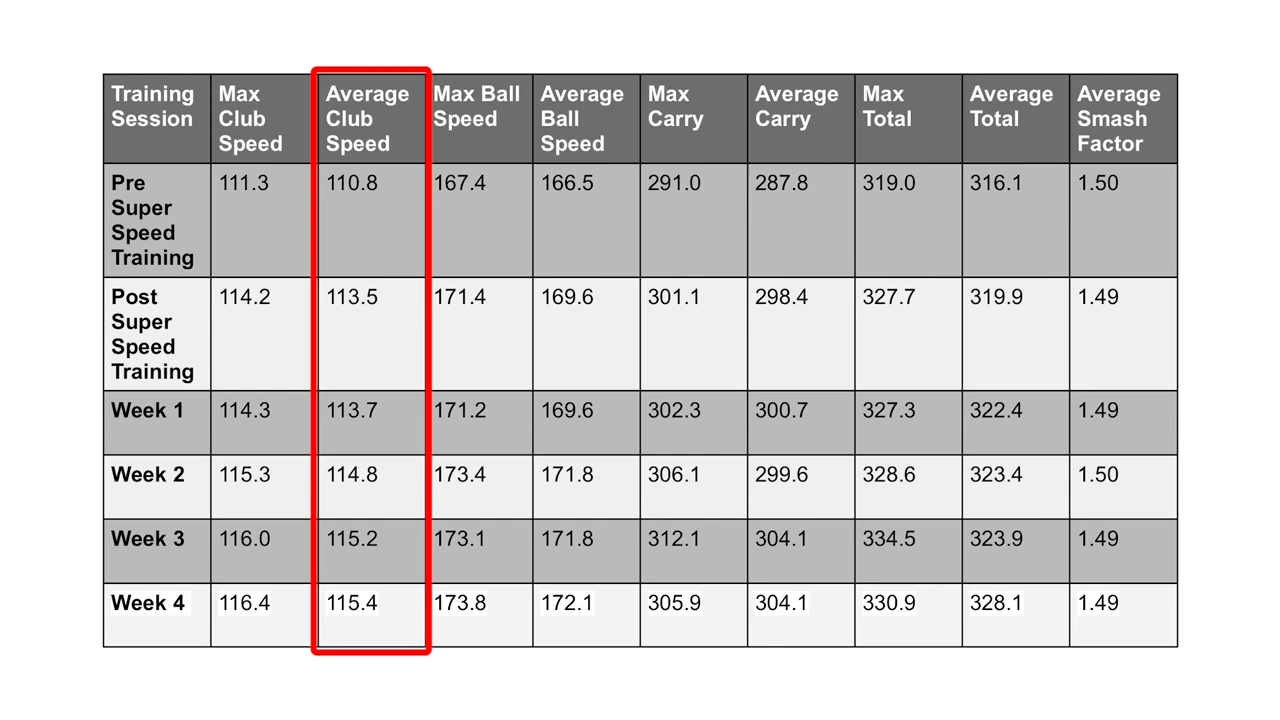 Training Session | Max Club Speed | Average Club Speed | Max Ball Speed | Average Ball Speed | Max Carry | Average Carry | Max Total | Average Total | Average Smash Factor
Pre Super Speed Training | 111.3 | 110.8 | 167.4 | 166.5 | 291.0 | 287.8 | 319.0 | 316.1 | 1.50
Post Super Speed Training | 114.2 | 113.5 | 171.4 | 169.6 | 301.1 | 298.4 | 327.7 | 319.9 | 1.49
Week 1 | 114.3 | 113.7 | 171.2 | 169.6 | 302.3 | 300.7 | 327.3 | 322.4 | 1.49
Week 2 | 115.3 | 114.8 | 173.4 | 171.8 | 306.1 | 299.6 | 328.6 | 323.4 | 1.50
Week 3 | 116.0 | 115.2 | 173.1 | 171.8 | 312.1 | 304.1 | 334.5 | 323.9 | 1.49
Week 4 | 116.4 | 115.4 | 173.8 | 172.1 | 305.9 | 304.1 | 330.9 | 328.1 | 1.49